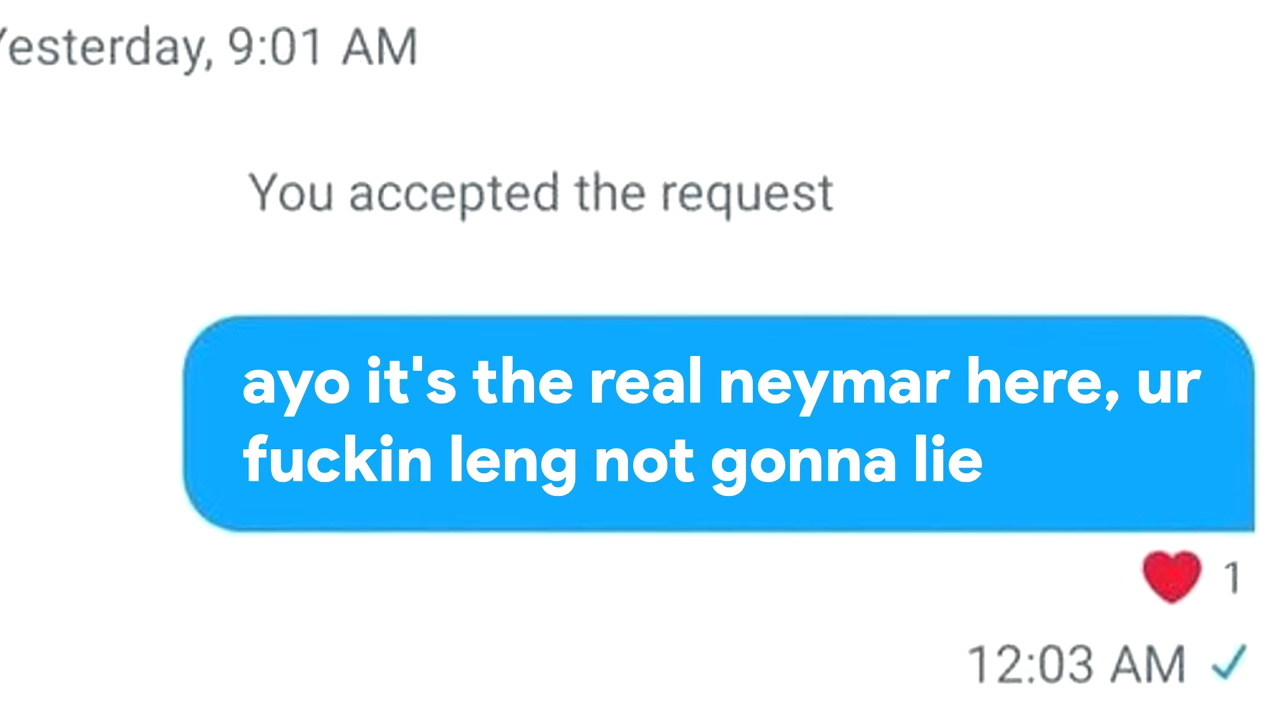 Yesterday, 9:01 AM
You accepted the request
ayo it's the real neymar here, ur
fuckin leng not gonna lie
❤️ 1
12:03 AM ✓